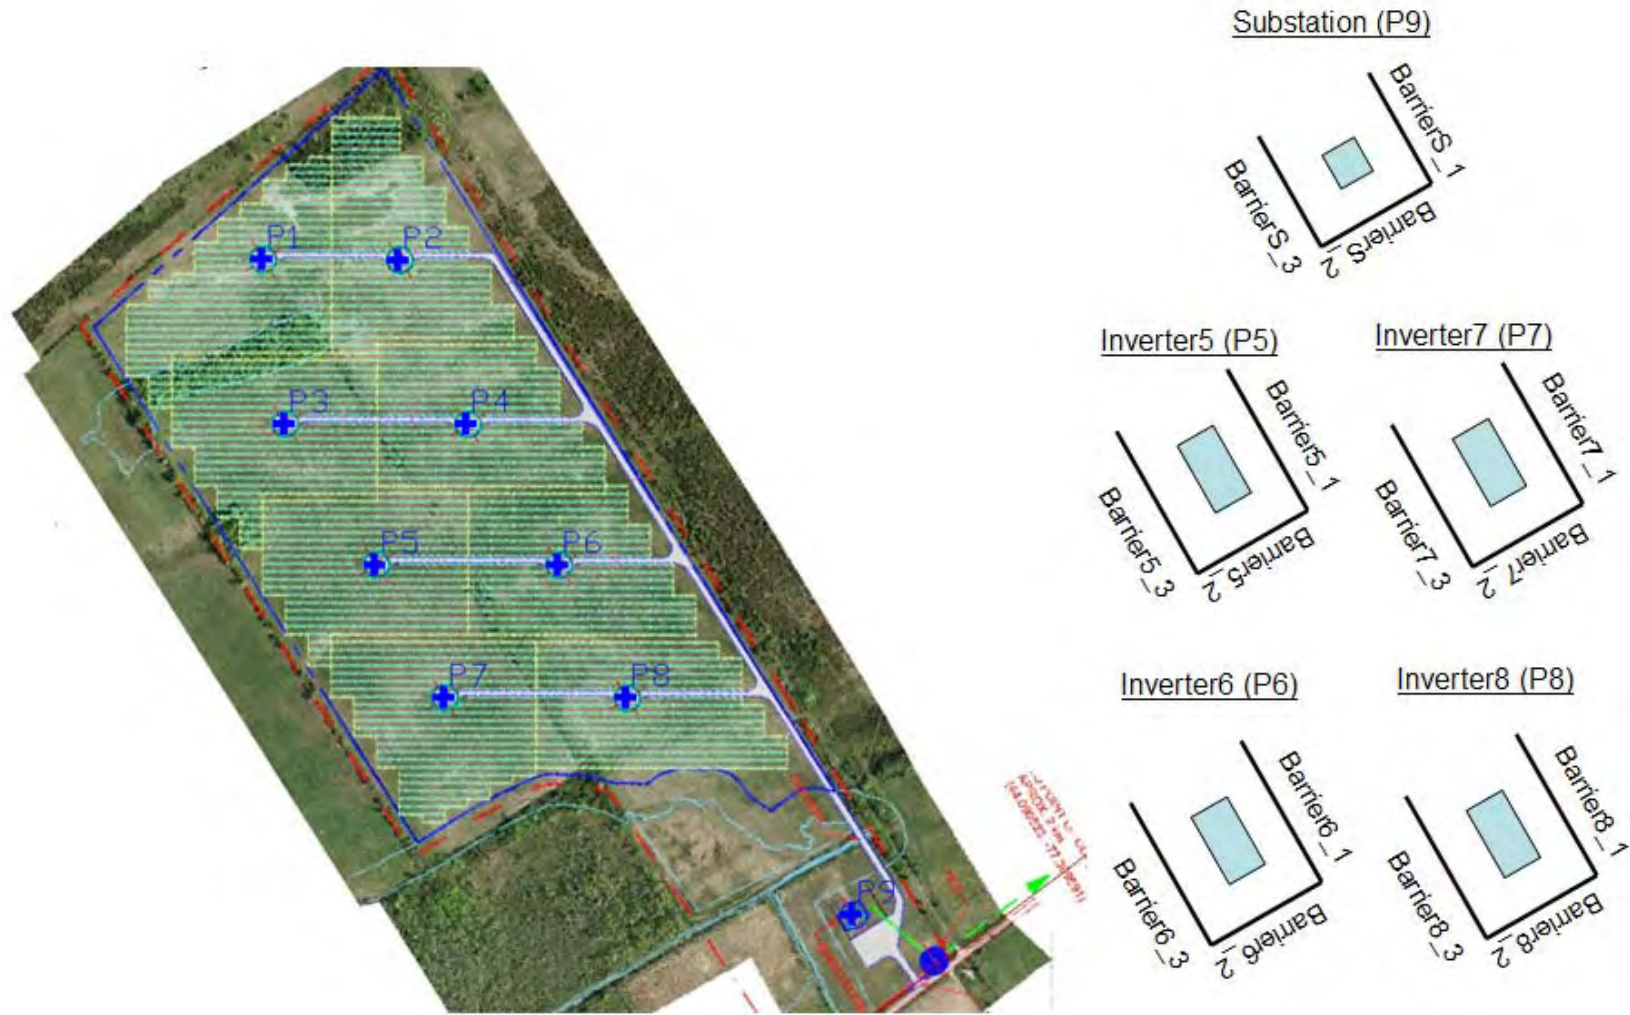 Substation (P9)
BarrierS_1
BarrierS_2
BarrierS_3
P1
P2
P3
P4
P5
P6
P7
P8
P9
Inverter5 (P5)
Barrier5_1
Barrier5_2
Barrier5_3
Inverter7 (P7)
Barrier7_1
Barrier7_2
Barrier7_3
Inverter6 (P6)
Barrier6_1
Barrier6_2
Barrier6_3
Inverter8 (P8)
Barrier8_1
Barrier8_2
Barrier8_3